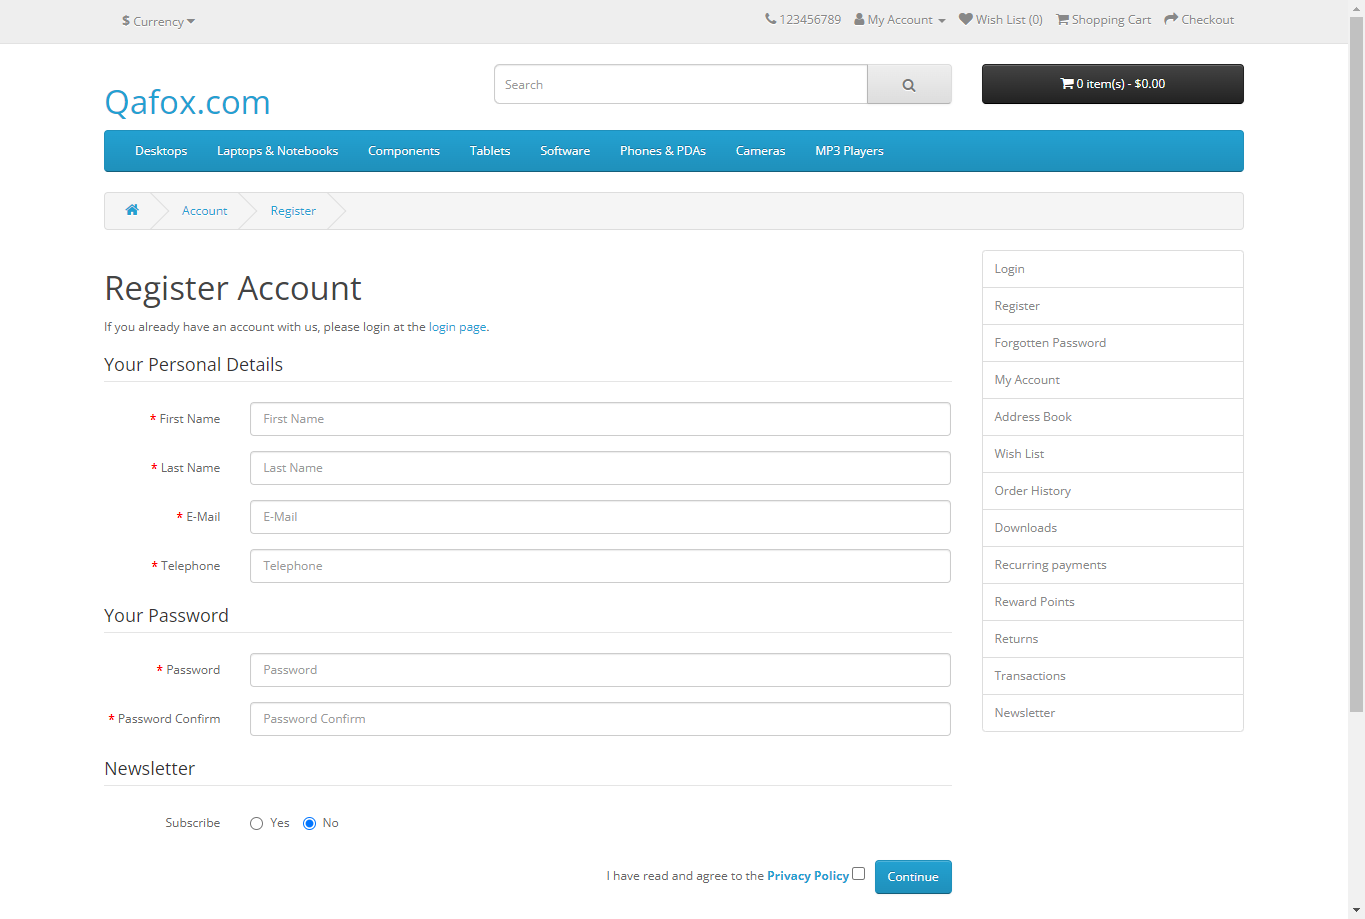 $ Currency
123456789 My Account Wish List (0) Shopping Cart Checkout
Qafox.com
Search
0 item(s) - $0.00
Desktops Laptops & Notebooks Components Tablets Software Phones & PDAs Cameras MP3 Players
Account Register
Register Account
If you already have an account with us, please login at the login page.
Your Personal Details
* First Name First Name
* Last Name Last Name
* E-Mail E-Mail
* Telephone Telephone
Your Password
* Password Password
* Password Confirm Password Confirm
Newsletter
Subscribe Yes No
I have read and agree to the Privacy Policy Continue
Login
Register
Forgotten Password
My Account
Address Book
Wish List
Order History
Downloads
Recurring payments
Reward Points
Returns
Transactions
Newsletter